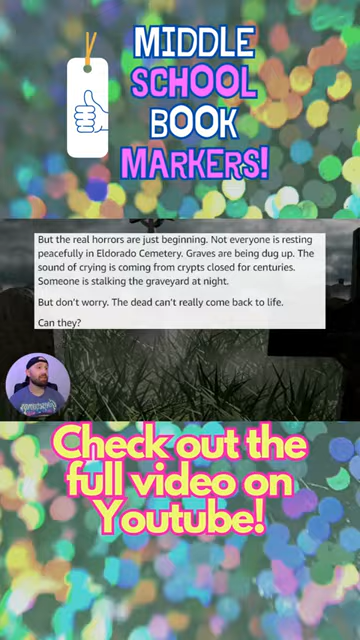 MIDDLE
SCHOOL
BOOK
MARKERS!
But the real horrors are just beginning. Not everyone is resting
peacefully in Eldorado Cemetery. Graves are being dug up. The
sound of crying is coming from crypts closed for centuries.
Someone is stalking the graveyard at night.
But don't worry. The dead can't really come back to life.
Can they?
Check out the
full video on
Youtube!